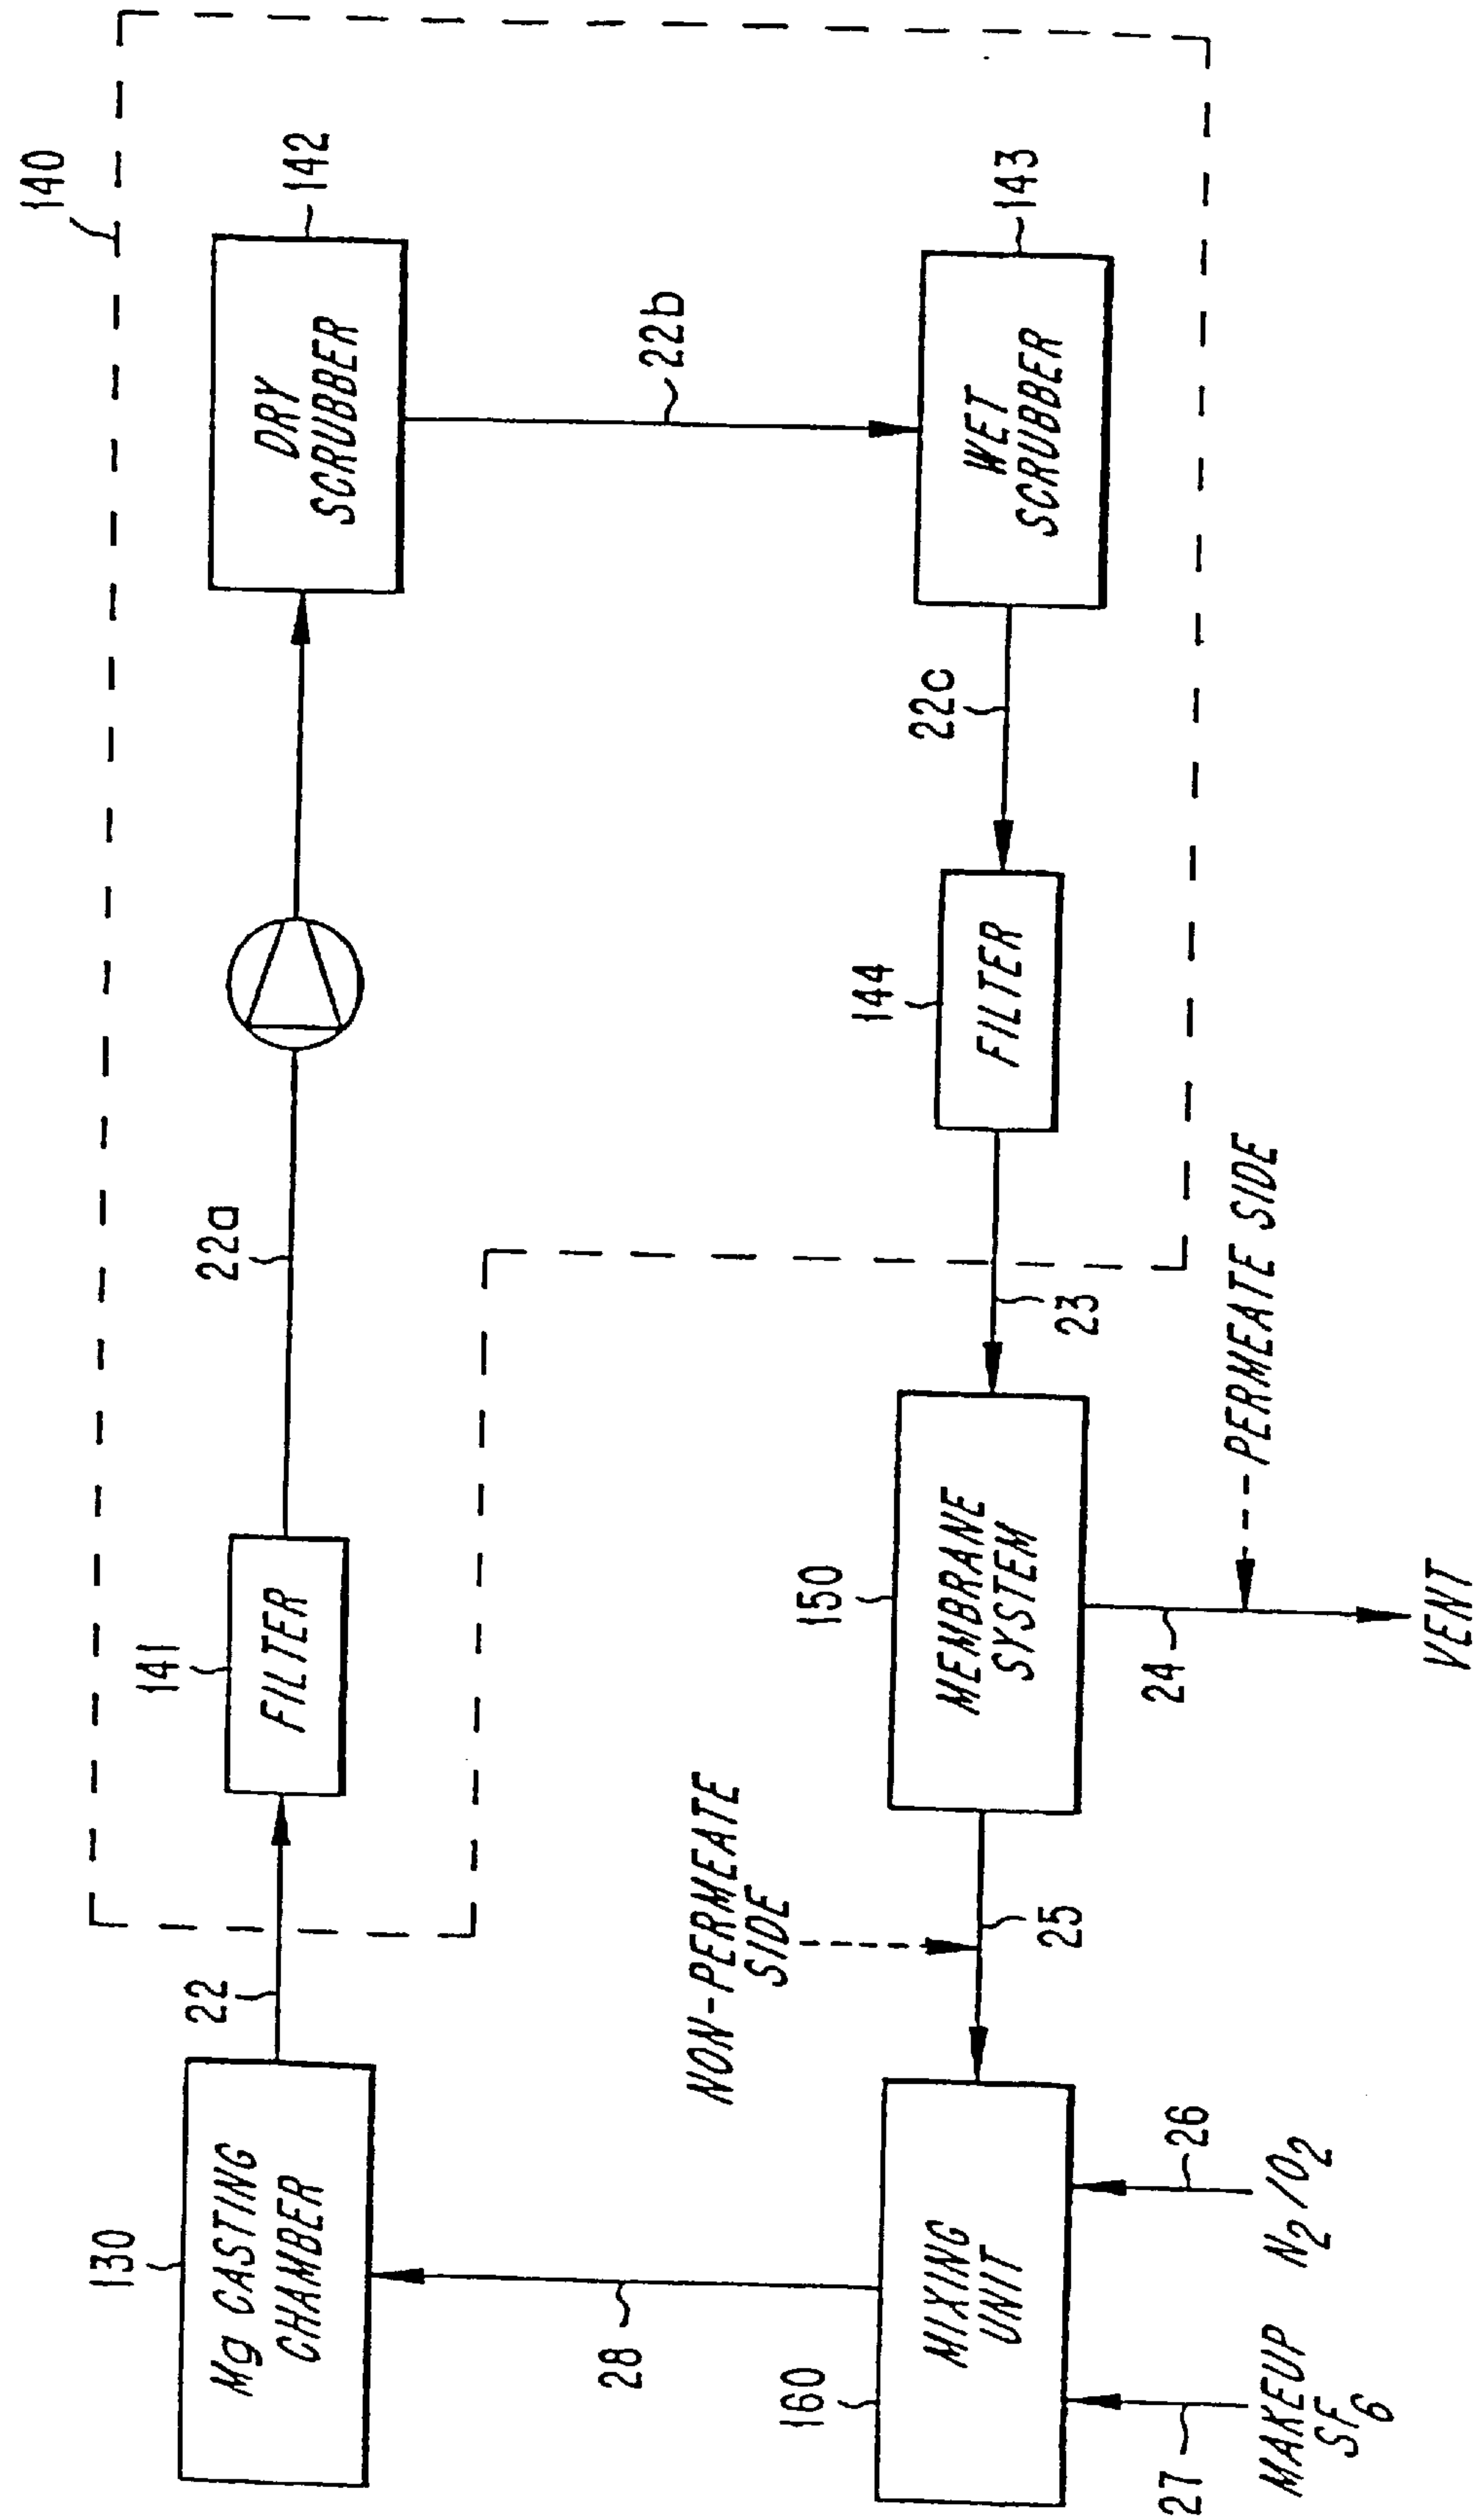 140
130
Mg CASTING
CHAMBER
22
141
FILTER
22a
DRY
SCRUBBER
142
22b
28
NON-PERMEATE
SIDE
160
MIXING
UNIT
25
150
MEMBRANE
SYSTEM
23
144
FILTER
22c
WET
SCRUBBER
143
27
MAKEUP
SF6
26
N2/O2
24
VENT
PERMEATE SIDE